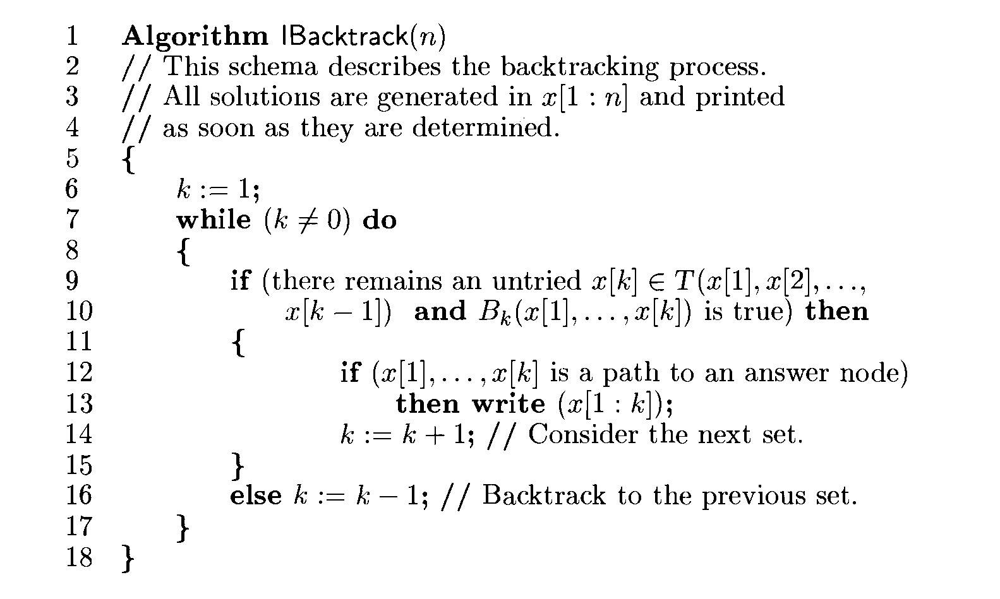 1 Algorithm IBacktrack(n)
2 // This schema describes the backtracking process.
3 // All solutions are generated in x[1 : n] and printed
4 // as soon as they are determined.
5 {
6 k := 1;
7 while (k ≠ 0) do
8 {
9 if (there remains an untried x[k] ∈ T(x[1], x[2], . . . ,
10 x[k − 1]) and Bₖ(x[1], . . . , x[k]) is true) then
11 {
12 if (x[1], . . . , x[k] is a path to an answer node)
13 then write (x[1 : k]);
14 k := k + 1; // Consider the next set.
15 }
16 else k := k − 1; // Backtrack to the previous set.
17 }
18 }